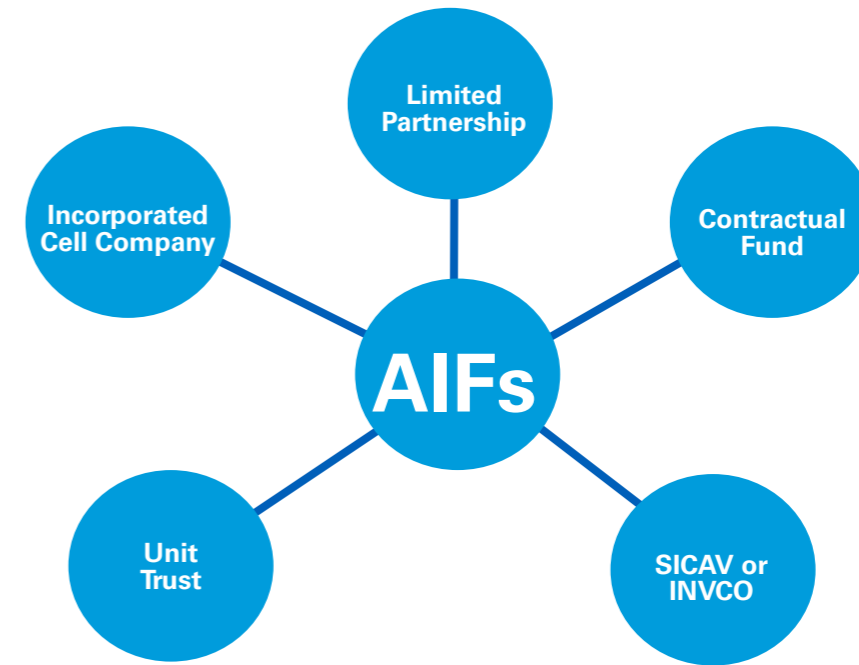 Limited
Partnership
Incorporated
Cell Company
Contractual
Fund
AIFs
Unit
Trust
SICAV or
INVCO